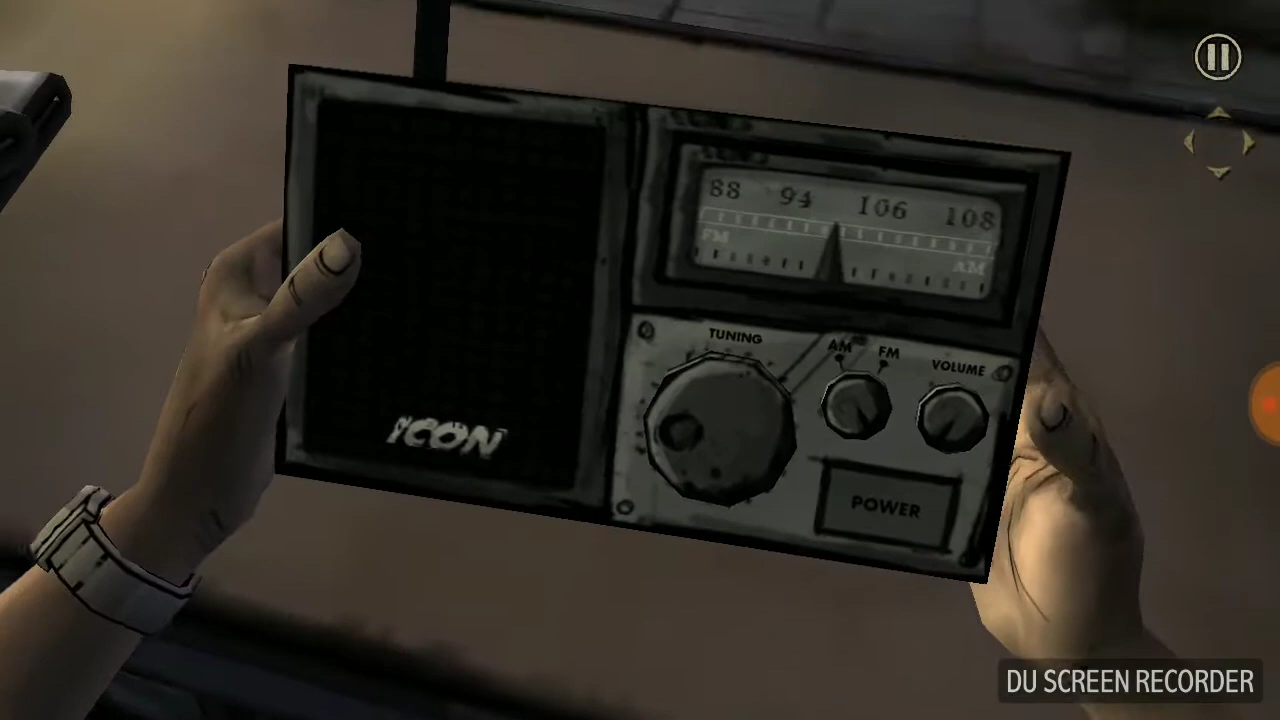 88 94 106 108
FM
AM
TUNING
AM FM
VOLUME
ICON
POWER
DU SCREEN RECORDER